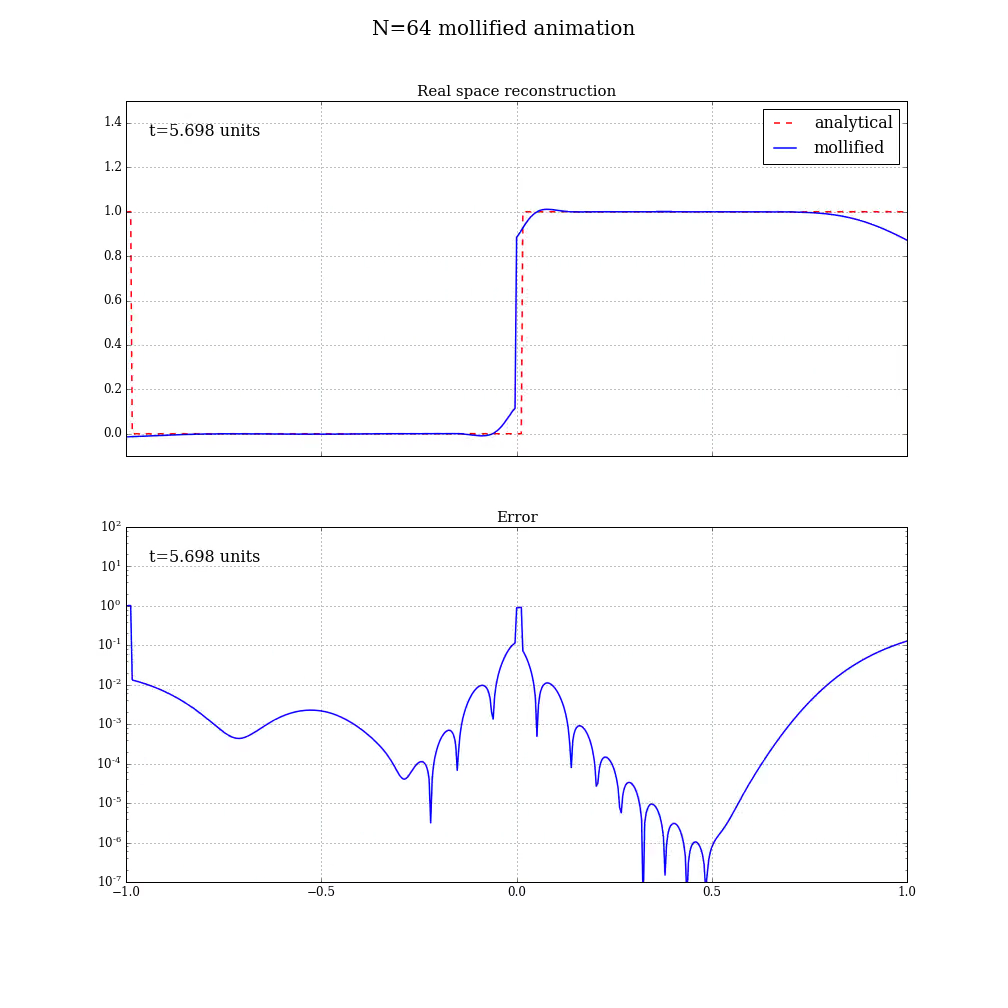 N=64 mollified animation
Real space reconstruction
t=5.698 units
analytical
mollified
1.4
1.2
1.0
0.8
0.6
0.4
0.2
0.0
Error
t=5.698 units
10²
10¹
10⁰
10⁻¹
10⁻²
10⁻³
10⁻⁴
10⁻⁵
10⁻⁶
10⁻⁷
−1.0 −0.5 0.0 0.5 1.0